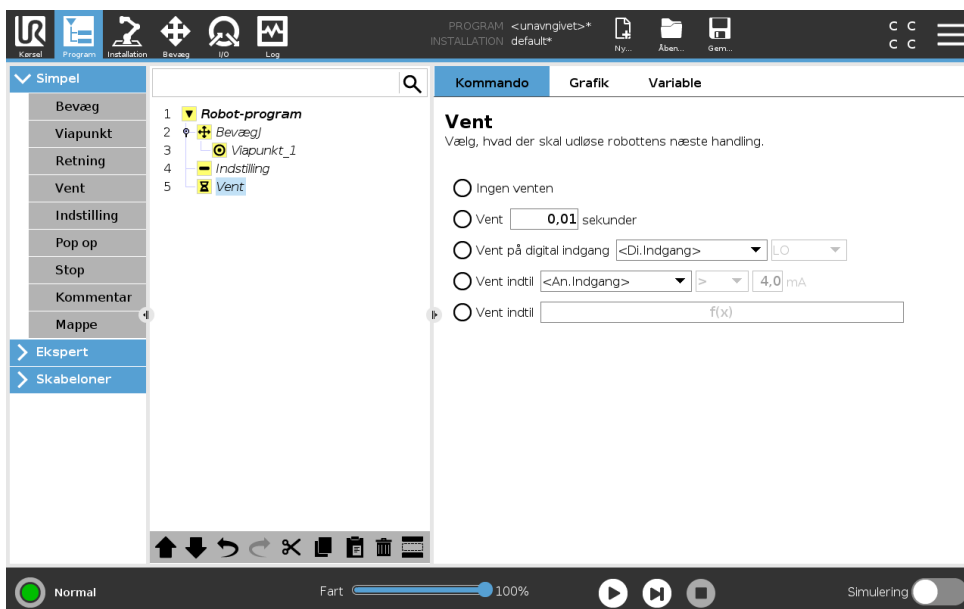 UR
PROGRAM <unavngivet>*
INSTALLATION default*
Kørsel Program Installation Bevæg I/O Log Ny... Åben... Gem...
C C
C C
Simpel
Bevæg
Viapunkt
Retning
Vent
Indstilling
Pop op
Stop
Kommentar
Mappe
Ekspert
Skabeloner
1 Robot-program
2 BevægJ
3 Viapunkt_1
4 Indstilling
5 Vent
Kommando Grafik Variable
Vent
Vælg, hvad der skal udløse robottens næste handling.
Ingen venten
Vent 0,01 sekunder
Vent på digital indgang <Di.Indgang> LO
Vent indtil <An.Indgang> > 4,0 mA
Vent indtil f(x)
Normal Fart 100% Simulering